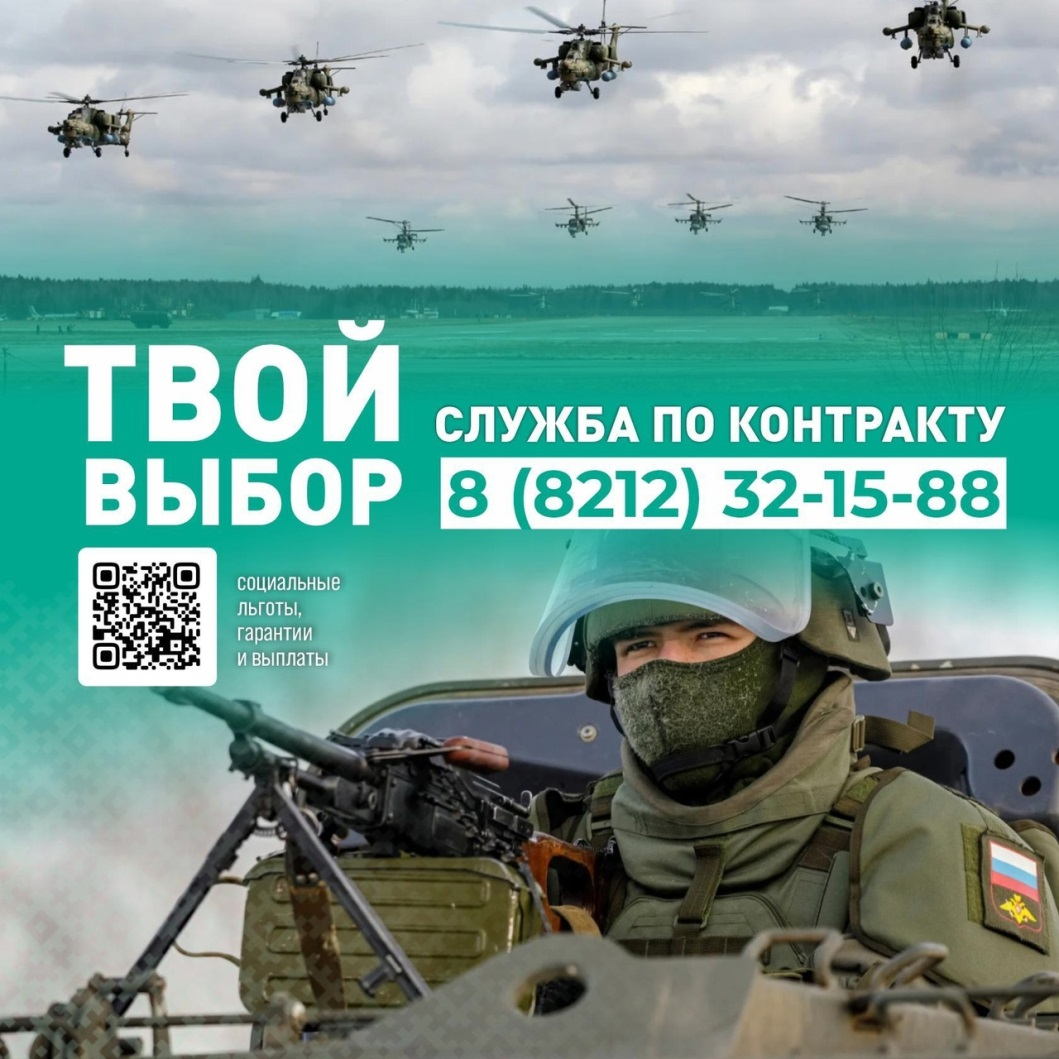 ТВОЙ
ВЫБОР
СЛУЖБА ПО КОНТРАКТУ
8 (8212) 32-15-88
социальные
льготы,
гарантии
и выплаты